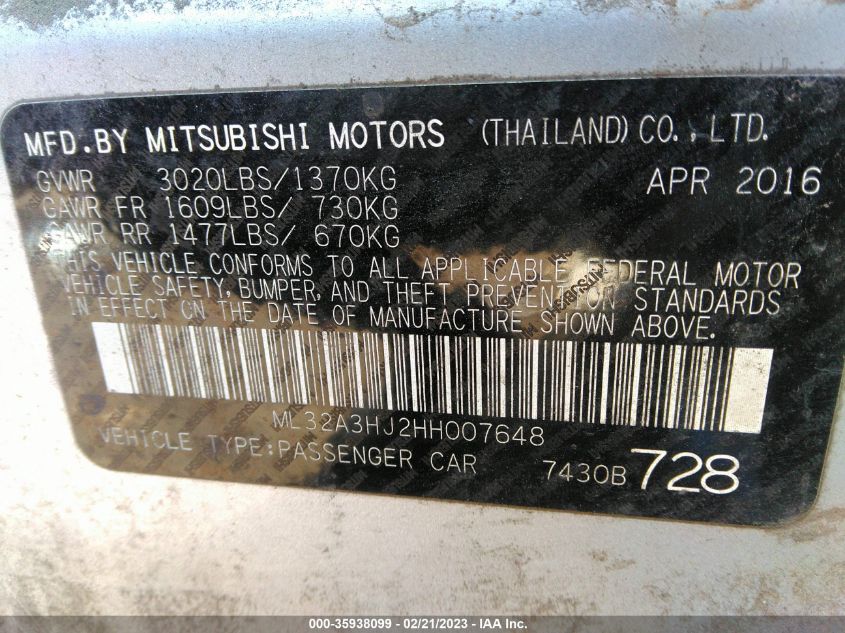 MFD.BY MITSUBISHI MOTORS (THAILAND) CO., LTD.
GVWR 3020LBS/1370KG APR 2016
GAWR FR 1609LBS/ 730KG
GAWR RR 1477LBS/ 670KG
THIS VEHICLE CONFORMS TO ALL APPLICABLE FEDERAL MOTOR
VEHICLE SAFETY, BUMPER, AND THEFT PREVENTION STANDARDS
IN EFFECT ON THE DATE OF MANUFACTURE SHOWN ABOVE.
ML32A3HJ2HH007648
VEHICLE TYPE:PASSENGER CAR 7430B 728
000-35938099 - 02/21/2023 - IAA Inc.